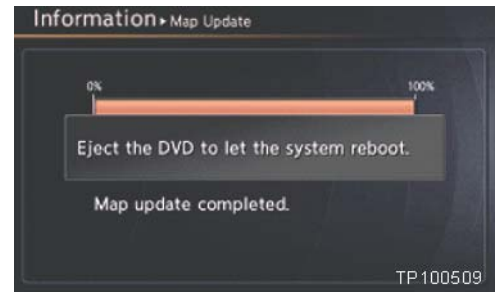 Information ▸ Map Update
0% 100%
Eject the DVD to let the system reboot.
Map update completed.
TP100509